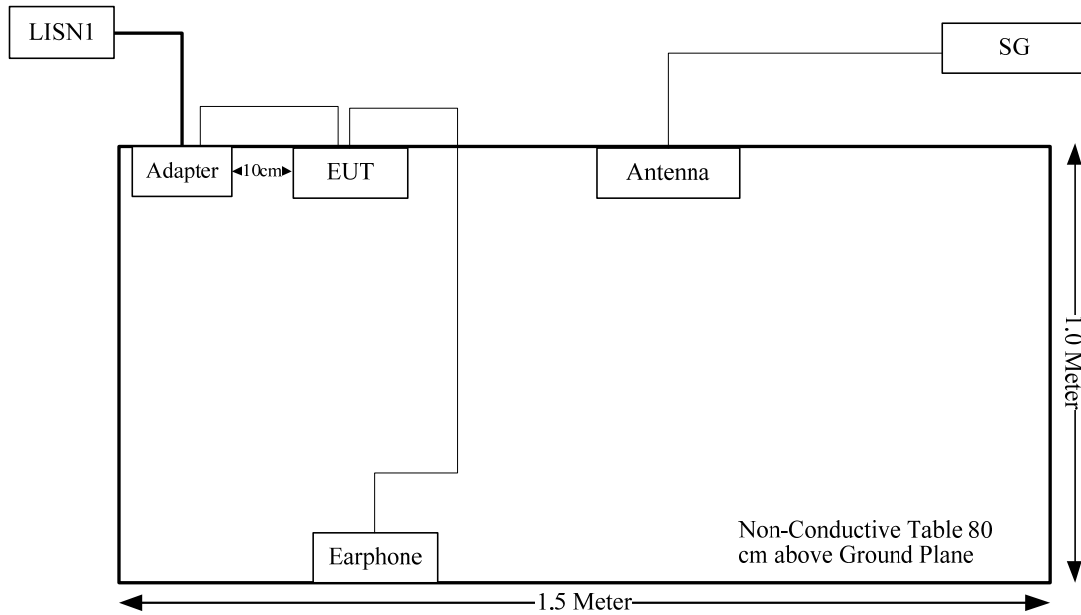 LISN1
SG
Adapter
10cm
EUT
Antenna
1.0 Meter
Non-Conductive Table 80
cm above Ground Plane
Earphone
1.5 Meter